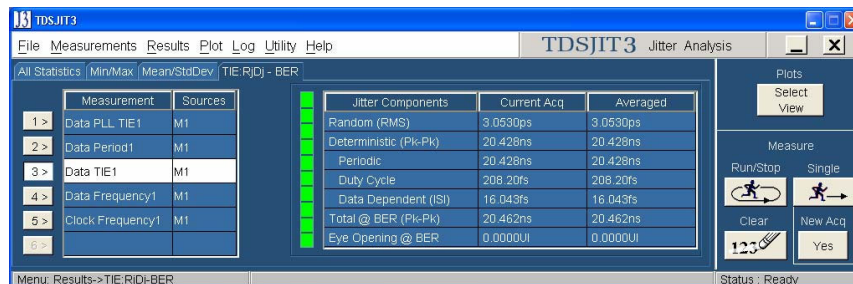 J3 TDSJIT3
File Measurements Results Plot Log Utility Help TDSJIT3 Jitter Analysis
All Statistics Min/Max Mean/StdDev TIE:RjDj - BER
Measurement Sources
1 > Data PLL TIE1 M1
2 > Data Period1 M1
3 > Data TIE1 M1
4 > Data Frequency1 M1
5 > Clock Frequency1 M1
6 >
Jitter Components Current Acq Averaged
Random (RMS) 3.0530ps 3.0530ps
Deterministic (Pk-Pk) 20.428ns 20.428ns
Periodic 20.428ns 20.428ns
Duty Cycle 208.20fs 208.20fs
Data Dependent (ISI) 16.043fs 16.043fs
Total @ BER (Pk-Pk) 20.462ns 20.462ns
Eye Opening @ BER 0.0000UI 0.0000UI
Plots
Select
View
Measure
Run/Stop Single
Clear New Acq
123 Yes
Menu: Results->TIE:RjDj-BER Status : Ready